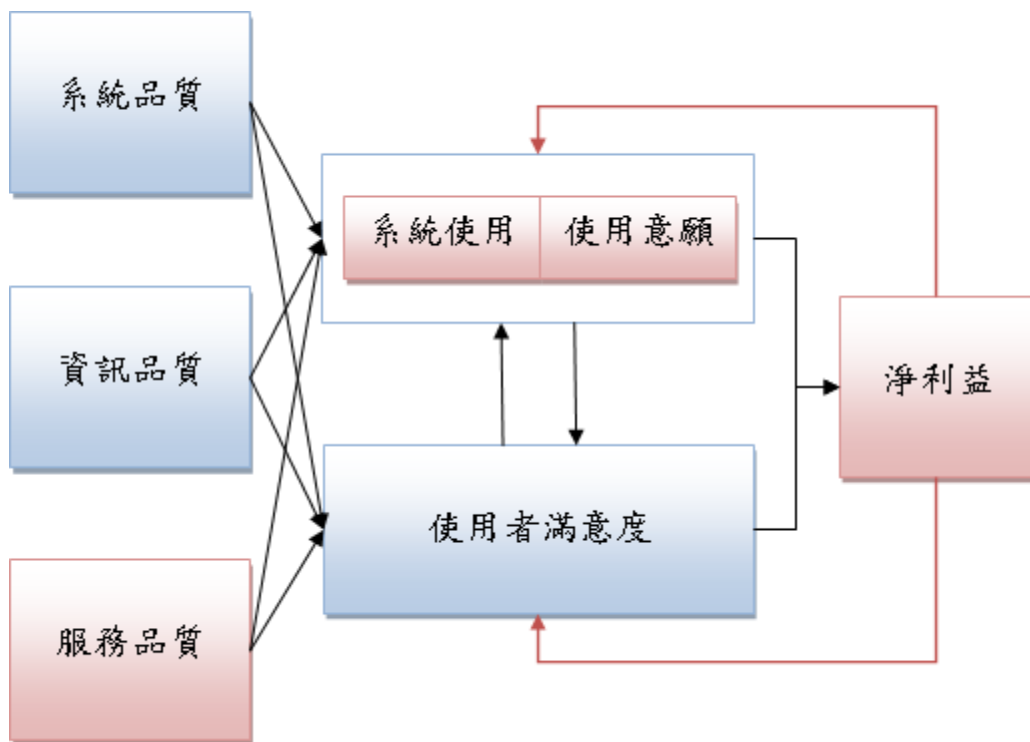 系統品質
系統使用
使用意願
資訊品質
淨利益
使用者滿意度
服務品質